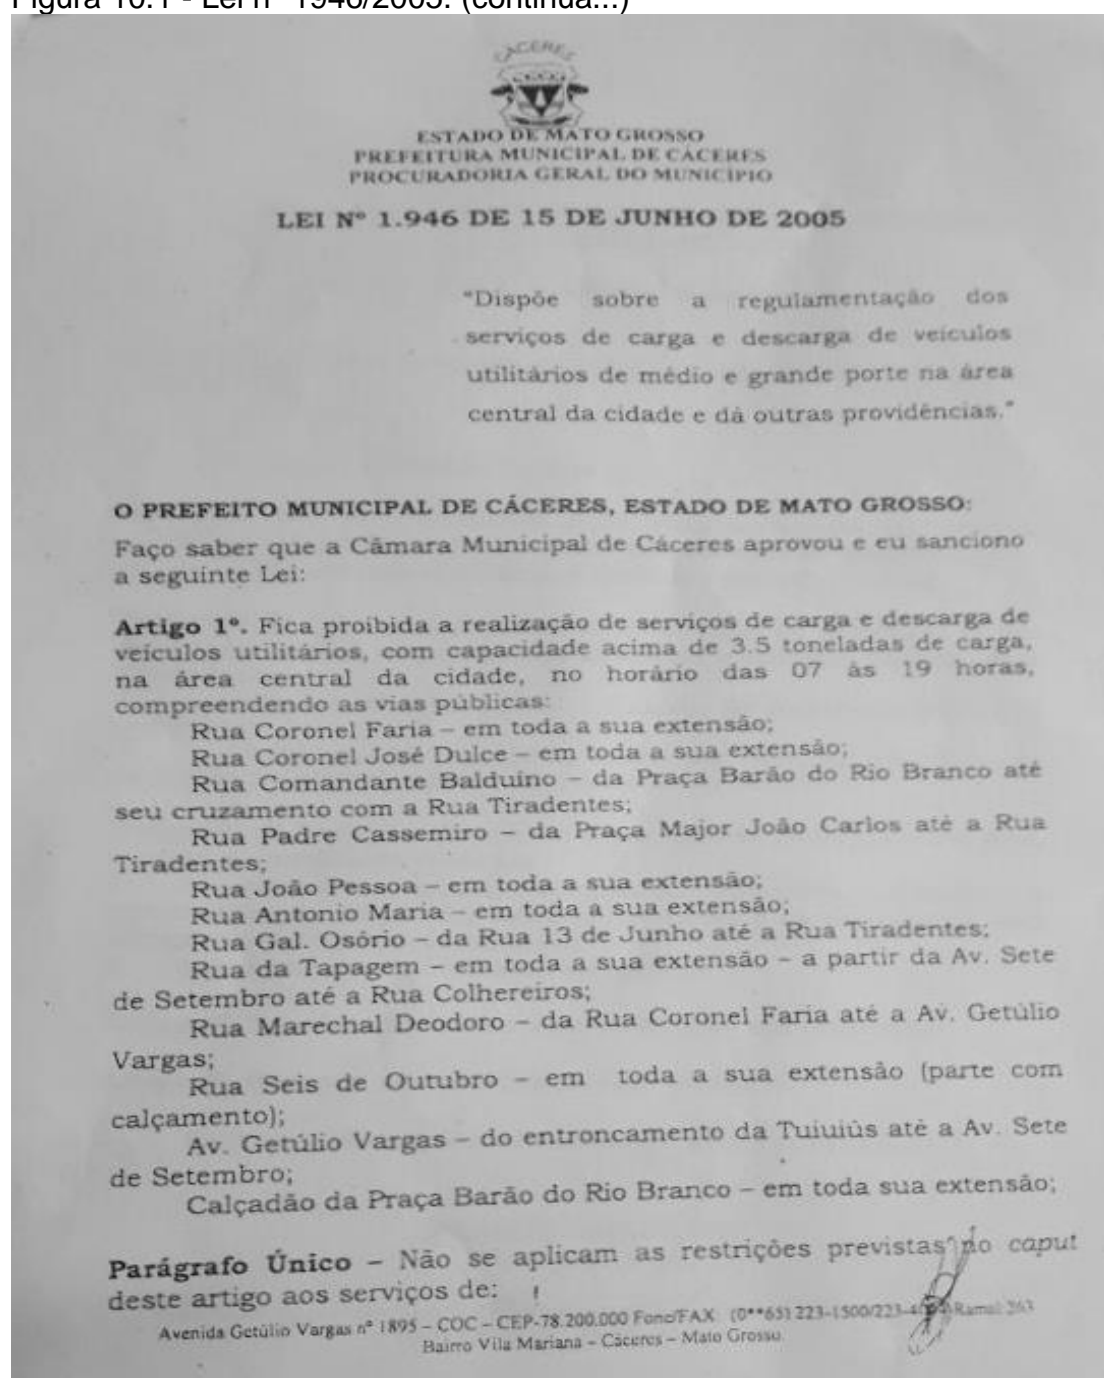 Figura 10.1 - Lei nº 1946/2005. (continua...)
CÁCERES
ESTADO DE MATO GROSSO
PREFEITURA MUNICIPAL DE CÁCERES
PROCURADORIA GERAL DO MUNICÍPIO
LEI Nº 1.946 DE 15 DE JUNHO DE 2005
"Dispõe sobre a regulamentação dos
serviços de carga e descarga de veículos
utilitários de médio e grande porte na área
central da cidade e dá outras providências."
O PREFEITO MUNICIPAL DE CÁCERES, ESTADO DE MATO GROSSO:
Faço saber que a Câmara Municipal de Cáceres aprovou e eu sanciono
a seguinte Lei:
Artigo 1º. Fica proibida a realização de serviços de carga e descarga de
veículos utilitários, com capacidade acima de 3.5 toneladas de carga,
na área central da cidade, no horário das 07 às 19 horas,
compreendendo as vias públicas:
Rua Coronel Faria – em toda a sua extensão;
Rua Coronel José Dulce – em toda a sua extensão;
Rua Comandante Balduino – da Praça Barão do Rio Branco até
seu cruzamento com a Rua Tiradentes;
Rua Padre Cassemiro – da Praça Major João Carlos até a Rua
Tiradentes;
Rua João Pessoa – em toda a sua extensão;
Rua Antonio Maria – em toda a sua extensão;
Rua Gal. Osório – da Rua 13 de Junho até a Rua Tiradentes;
Rua da Tapagem – em toda a sua extensão – a partir da Av. Sete
de Setembro até a Rua Colhereiros;
Rua Marechal Deodoro – da Rua Coronel Faria até a Av. Getúlio
Vargas;
Rua Seis de Outubro – em toda a sua extensão (parte com
calçamento);
Av. Getúlio Vargas – do entroncamento da Tuiuiús até a Av. Sete
de Setembro;
Calçadão da Praça Barão do Rio Branco – em toda sua extensão;
Parágrafo Único – Não se aplicam as restrições previstas no caput
deste artigo aos serviços de:
Avenida Getúlio Vargas nº 1895 – COC – CEP-78.200.000 Fone/FAX (0**65) 223-1500/223- Ramal 263
Bairro Vila Mariana – Cáceres – Mato Grosso